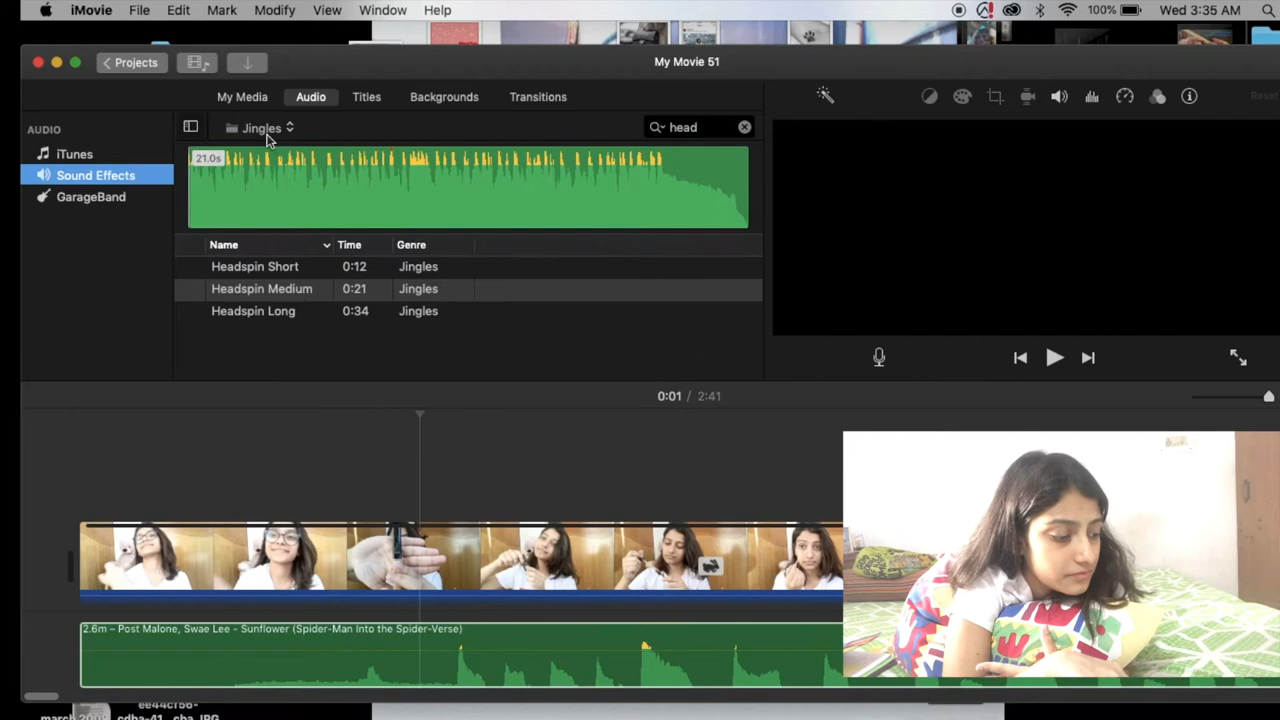 iMovie File Edit Mark Modify View Window Help 100% Wed 3:35 AM
Projects My Movie 51
My Media Audio Titles Backgrounds Transitions Reset
AUDIO Jingles head
iTunes
Sound Effects
GarageBand
21.0s
Name Time Genre
Headspin Short 0:12 Jingles
Headspin Medium 0:21 Jingles
Headspin Long 0:34 Jingles
0:01 / 2:41
2.6m – Post Malone, Swae Lee - Sunflower (Spider-Man Into the Spider-Verse)